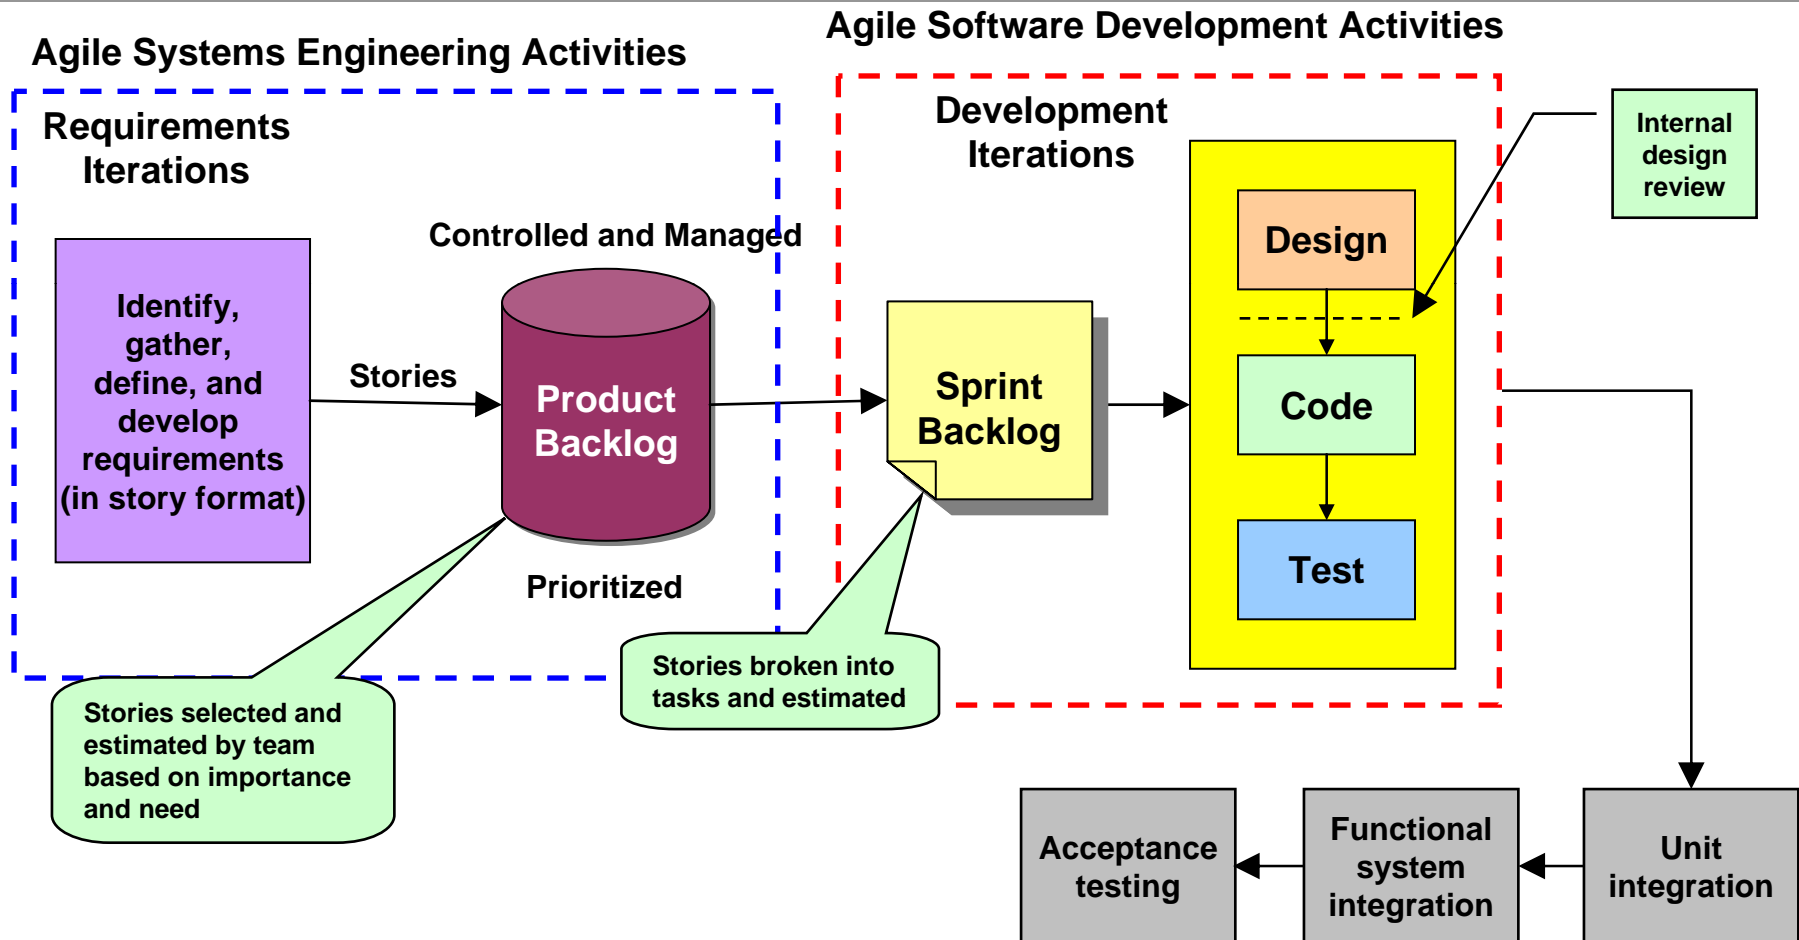 Agile Systems Engineering Activities
Agile Software Development Activities
Requirements
Iterations
Identify,
gather,
define, and
develop
requirements
(in story format)
Stories
Controlled and Managed
Product
Backlog
Prioritized
Stories selected and
estimated by team
based on importance
and need
Development
Iterations
Sprint
Backlog
Stories broken into
tasks and estimated
Design
Code
Test
Internal
design
review
Acceptance
testing
Functional
system
integration
Unit
integration